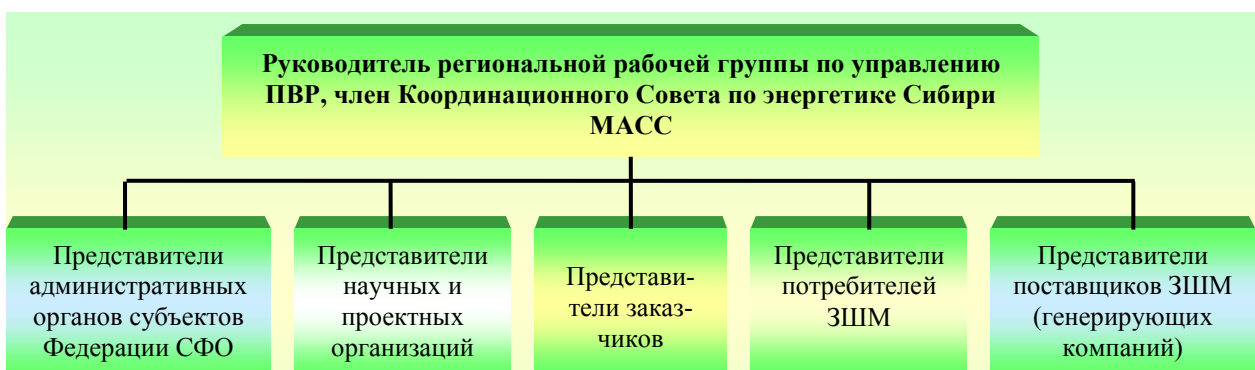 Руководитель региональной рабочей группы по управлению
ПВР, член Координационного Совета по энергетике Сибири
МАСС
Представители
административных
органов субъектов
Федерации СФО
Представители
научных и
проектных
организаций
Представи-
тели заказ-
чиков
Представители
потребителей
ЗШМ
Представители
поставщиков ЗШМ
(генерирующих
компаний)